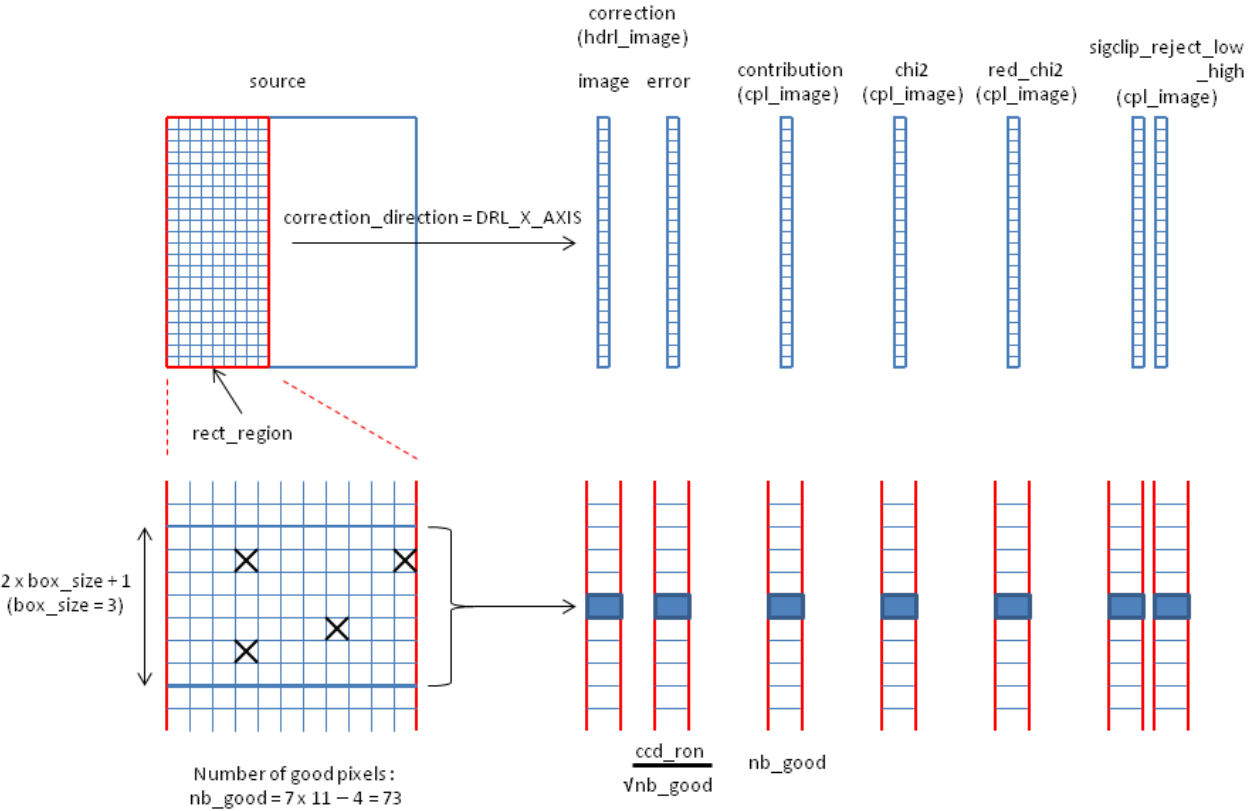 correction
(hdrl_image)
source
image
error
contribution
(cpl_image)
chi2
(cpl_image)
red_chi2
(cpl_image)
sigclip_reject_low
_high
(cpl_image)
correction_direction = DRL_X_AXIS
rect_region
2 x box_size + 1
(box_size = 3)
Number of good pixels :
nb_good = 7 x 11 – 4 = 73
ccd_ron
√nb_good
nb_good